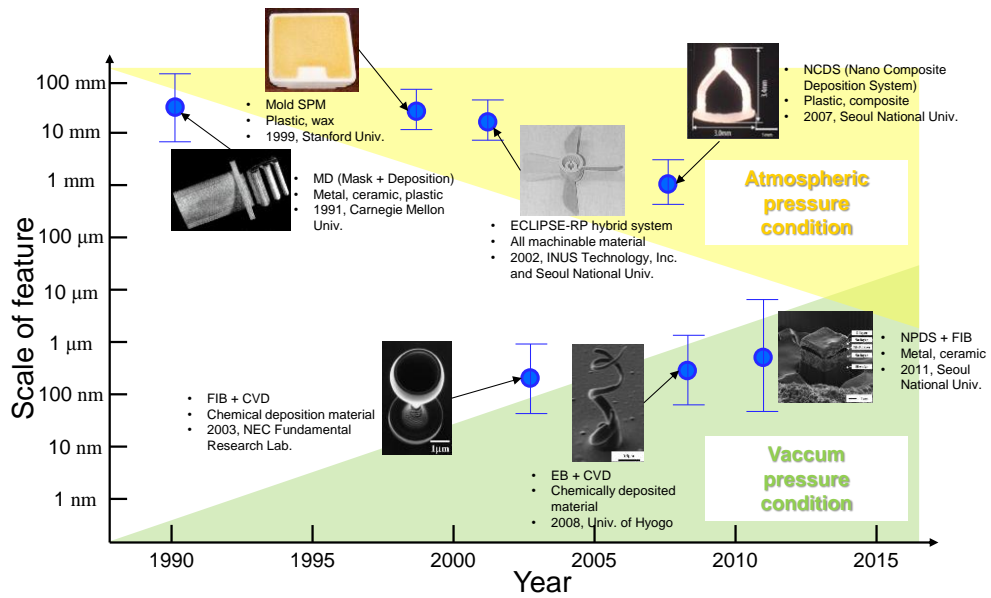 100 mm
10 mm
1 mm
100 μm
10 μm
1 μm
100 nm
10 nm
1 nm
Scale of feature
• Mold SPM
• Plastic, wax
• 1999, Stanford Univ.
• MD (Mask + Deposition)
• Metal, ceramic, plastic
• 1991, Carnegie Mellon
Univ.
• ECLIPSE-RP hybrid system
• All machinable material
• 2002, INUS Technology, Inc.
and Seoul National Univ.
3.4mm
3.0mm
• NCDS (Nano Composite
Deposition System)
• Plastic, composite
• 2007, Seoul National Univ.
Atmospheric
pressure
condition
• FIB + CVD
• Chemical deposition material
• 2003, NEC Fundamental
Research Lab.
1μm
• EB + CVD
• Chemically deposited
material
• 2008, Univ. of Hyogo
• NPDS + FIB
• Metal, ceramic
• 2011, Seoul
National Univ.
Vaccum
pressure
condition
1990
1995
2000
2005
2010
2015
Year